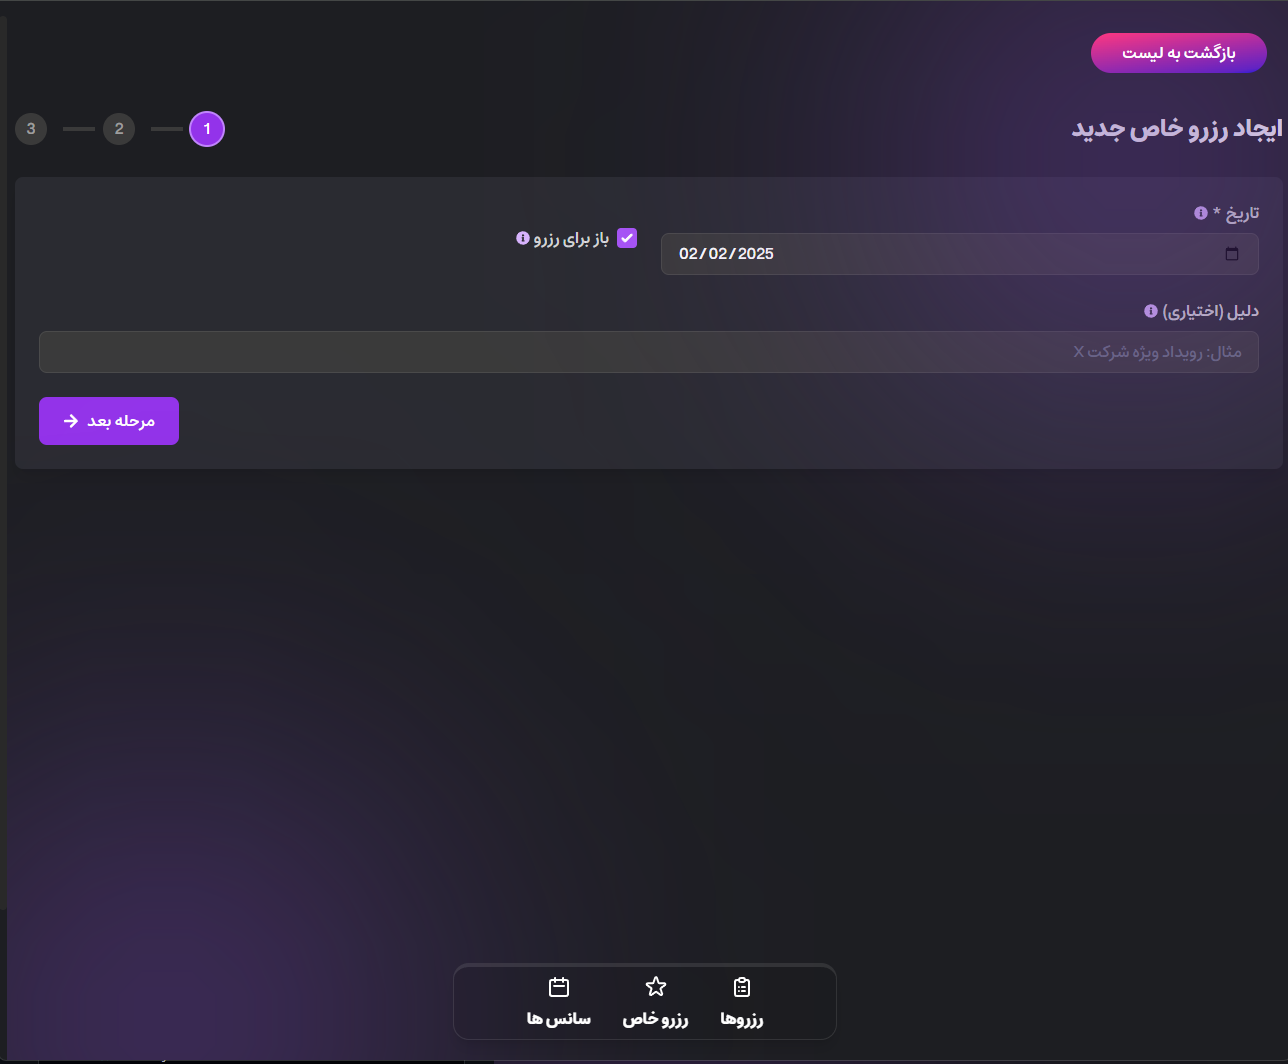 بازگشت به لیست
ایجاد رزرو خاص جدید
1
2
3
تاریخ *
02/02/2025
باز برای رزرو
دلیل (اختیاری)
مثال: رویداد ویژه شرکت X
مرحله بعد
رزروها
رزرو خاص
سانس ها